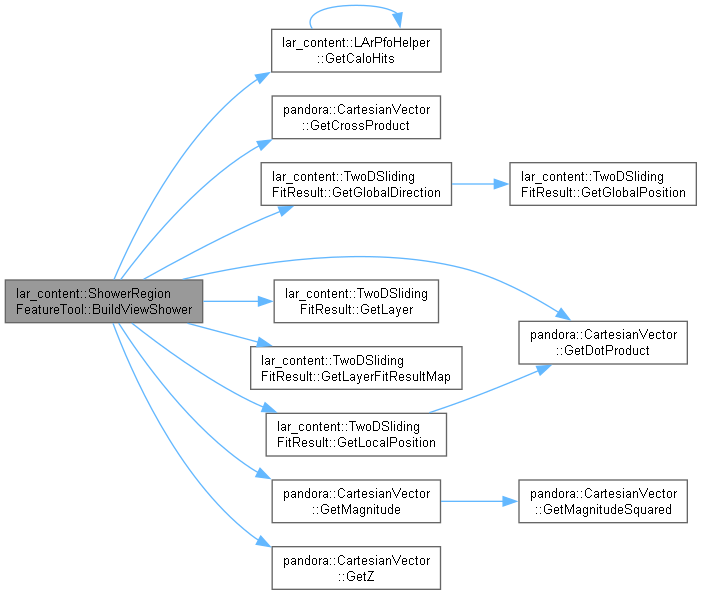 lar_content::LArPfoHelper
::GetCaloHits
pandora::CartesianVector
::GetCrossProduct
lar_content::TwoDSliding
FitResult::GetGlobalDirection
lar_content::TwoDSliding
FitResult::GetGlobalPosition
lar_content::ShowerRegion
FeatureTool::BuildViewShower
lar_content::TwoDSliding
FitResult::GetLayer
pandora::CartesianVector
::GetDotProduct
lar_content::TwoDSliding
FitResult::GetLayerFitResultMap
lar_content::TwoDSliding
FitResult::GetLocalPosition
pandora::CartesianVector
::GetMagnitude
pandora::CartesianVector
::GetMagnitudeSquared
pandora::CartesianVector
::GetZ